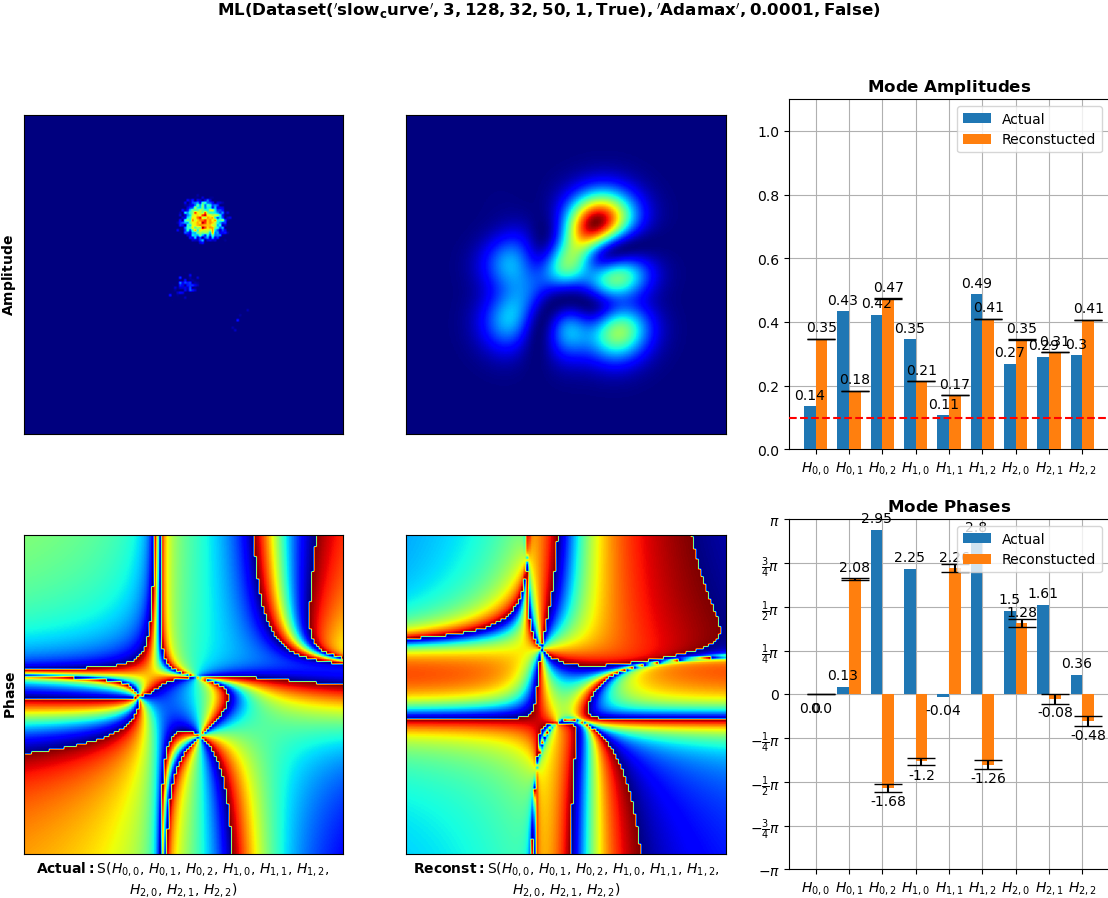 ML(Dataset('slow_curve', 3, 128, 32, 50, 1, True), 'Adamax', 0.0001, False)
Amplitude
Mode Amplitudes
Actual
Reconstucted
1.0
0.8
0.6
0.4
0.2
0.0
0.14 0.35 0.43 0.18 0.42 0.47 0.35 0.21 0.11 0.17 0.49 0.41 0.27 0.35 0.29 0.31 0.3 0.41
H0,0 H0,1 H0,2 H1,0 H1,1 H1,2 H2,0 H2,1 H2,2
Phase
Mode Phases
Actual
Reconstucted
π
3/4π
1/2π
1/4π
0
−1/4π
−1/2π
−3/4π
−π
0.0 0.0 0.13 2.08 2.95 -1.68 2.25 -1.2 -0.04 2.8 -1.26 1.5 1.28 1.61 -0.08 0.36 -0.48
H0,0 H0,1 H0,2 H1,0 H1,1 H1,2 H2,0 H2,1 H2,2
Actual: S(H0,0, H0,1, H0,2, H1,0, H1,1, H1,2,
H2,0, H2,1, H2,2)
Reconst: S(H0,0, H0,1, H0,2, H1,0, H1,1, H1,2,
H2,0, H2,1, H2,2)